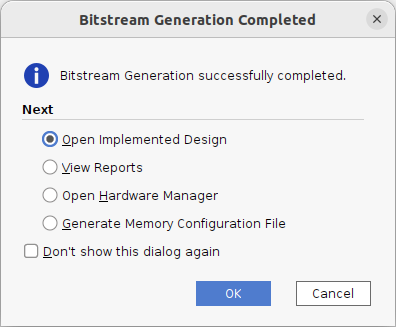 Bitstream Generation Completed
Bitstream Generation successfully completed.
Next
Open Implemented Design
View Reports
Open Hardware Manager
Generate Memory Configuration File
Don't show this dialog again
OK
Cancel